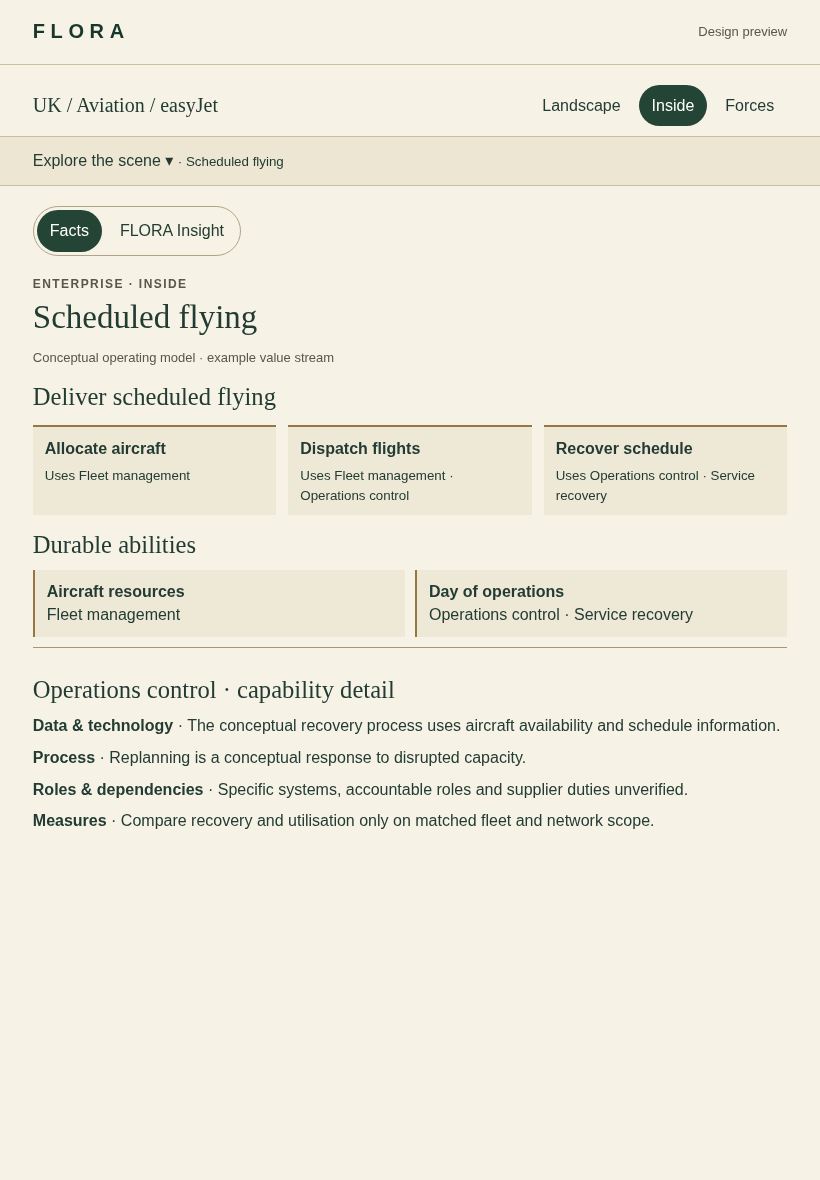 FLORA
Design preview
UK / Aviation / easyJet
Landscape
Inside
Forces
Explore the scene ▾ · Scheduled flying
Facts
FLORA Insight
ENTERPRISE · INSIDE
Scheduled flying
Conceptual operating model · example value stream
Deliver scheduled flying
Allocate aircraft
Uses Fleet management
Dispatch flights
Uses Fleet management ·
Operations control
Recover schedule
Uses Operations control · Service
recovery
Durable abilities
Aircraft resources
Fleet management
Day of operations
Operations control · Service recovery
Operations control · capability detail
Data & technology · The conceptual recovery process uses aircraft availability and schedule information.
Process · Replanning is a conceptual response to disrupted capacity.
Roles & dependencies · Specific systems, accountable roles and supplier duties unverified.
Measures · Compare recovery and utilisation only on matched fleet and network scope.